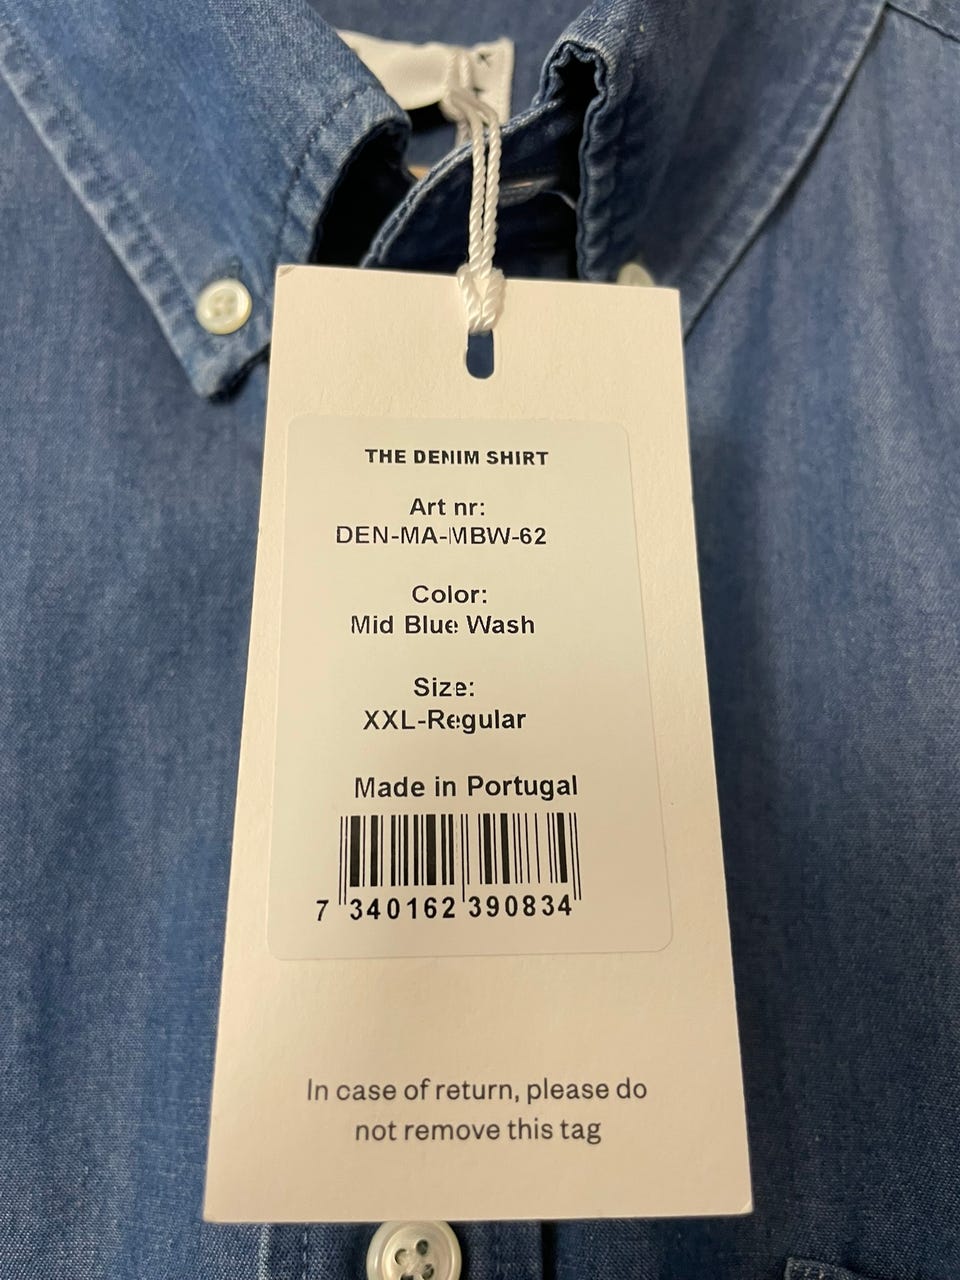 THE DENIM SHIRT
Art nr:
DEN-MA-MBW-62
Color:
Mid Blue Wash
Size:
XXL-Regular
Made in Portugal
7 340162 390834
In case of return, please do
not remove this tag